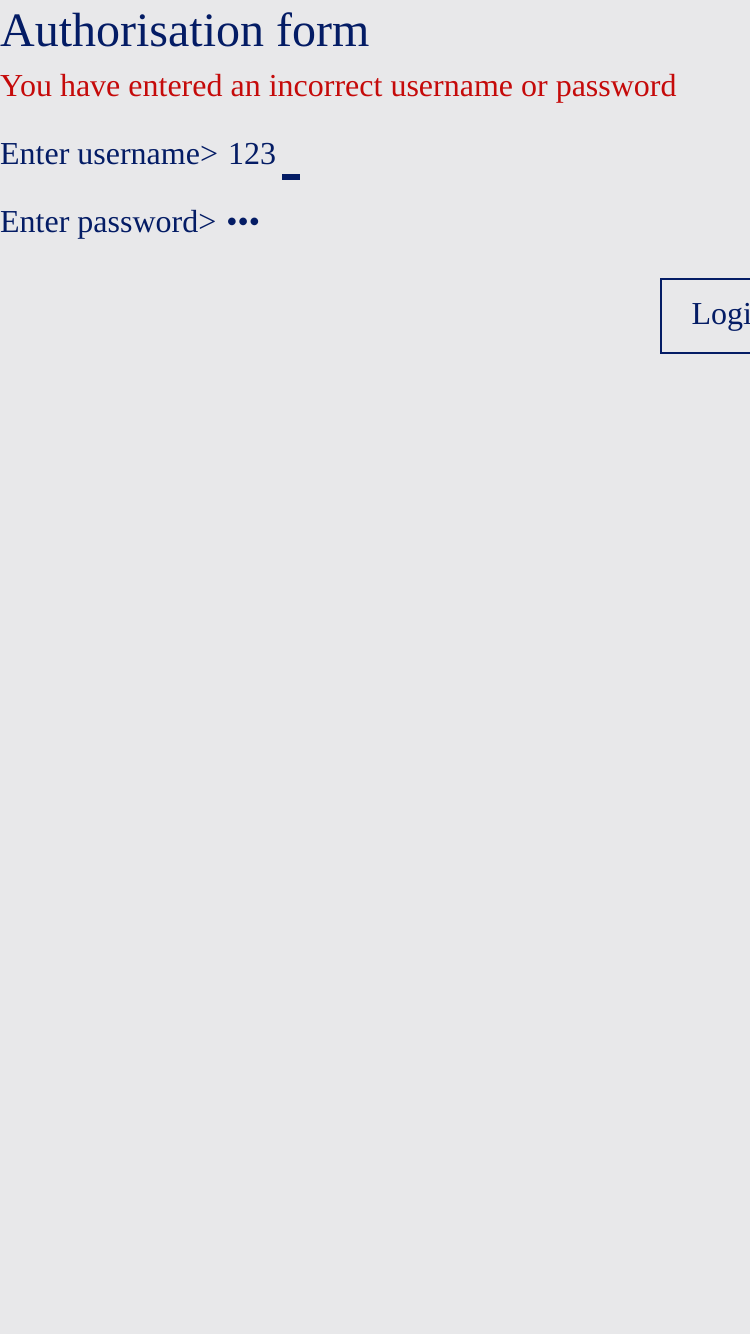 Authorisation form
You have entered an incorrect username or password
Enter username> 123 _
Enter password> •••
Logi